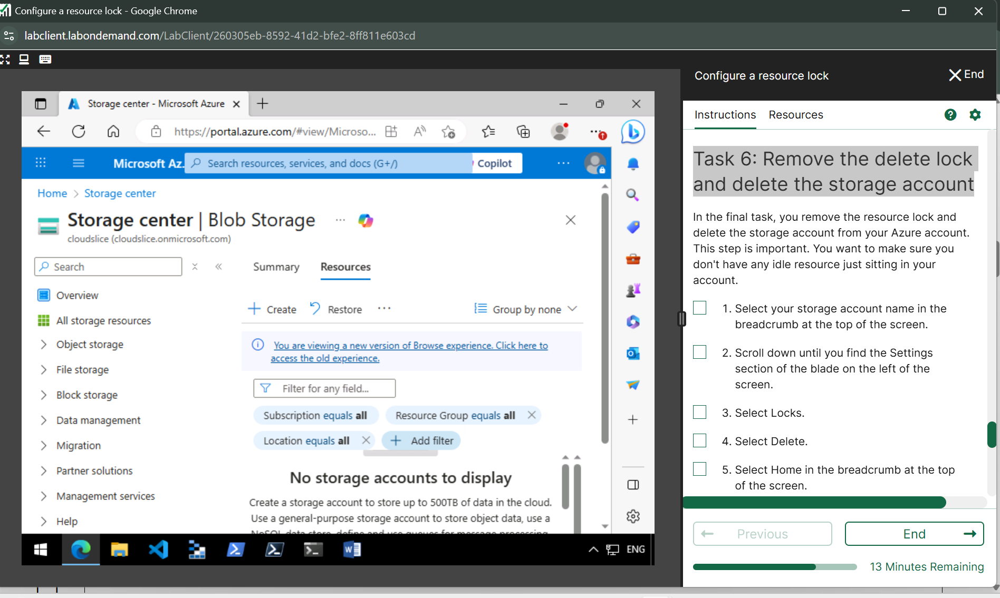 Configure a resource lock - Google Chrome
labclient.labondemand.com/LabClient/260305eb-8592-41d2-bfe2-8ff811e603cd
Storage center - Microsoft Azure
https://portal.azure.com/#view/Microso...
Microsoft Az.
Search resources, services, and docs (G+/)
Copilot
Home > Storage center
Storage center | Blob Storage
cloudslice (cloudslice.onmicrosoft.com)
Search
Overview
All storage resources
Object storage
File storage
Block storage
Data management
Migration
Partner solutions
Management services
Help
Summary
Resources
Create
Restore
Group by none
You are viewing a new version of Browse experience. Click here to
access the old experience.
Filter for any field...
Subscription equals all
Resource Group equals all
Location equals all
Add filter
No storage accounts to display
Create a storage account to store up to 500TB of data in the cloud.
Use a general-purpose storage account to store object data, use a
NoSQL data store, define and use queues for message processing,
ENG
Configure a resource lock
End
Instructions
Resources
Task 6: Remove the delete lock
and delete the storage account
In the final task, you remove the resource lock and
delete the storage account from your Azure account.
This step is important. You want to make sure you
don't have any idle resource just sitting in your
account.
1. Select your storage account name in the
breadcrumb at the top of the screen.
2. Scroll down until you find the Settings
section of the blade on the left of the
screen.
3. Select Locks.
4. Select Delete.
5. Select Home in the breadcrumb at the top
of the screen.
Previous
End
13 Minutes Remaining